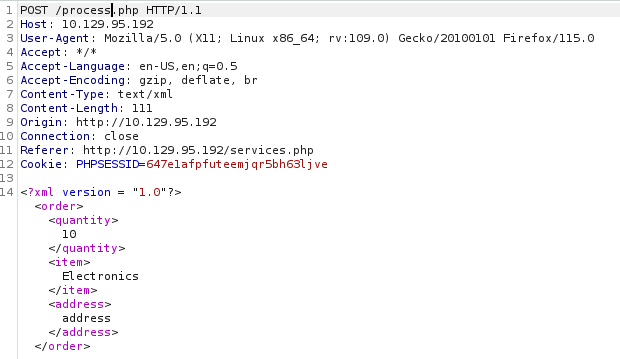 1 POST /process.php HTTP/1.1
2 Host: 10.129.95.192
3 User-Agent: Mozilla/5.0 (X11; Linux x86_64; rv:109.0) Gecko/20100101 Firefox/115.0
4 Accept: */*
5 Accept-Language: en-US,en;q=0.5
6 Accept-Encoding: gzip, deflate, br
7 Content-Type: text/xml
8 Content-Length: 111
9 Origin: http://10.129.95.192
10 Connection: close
11 Referer: http://10.129.95.192/services.php
12 Cookie: PHPSESSID=647e1afpfuteemjqr5bh63ljve
13
14 <?xml version = "1.0"?>
<order>
<quantity>
10
</quantity>
<item>
Electronics
</item>
<address>
address
</address>
</order>